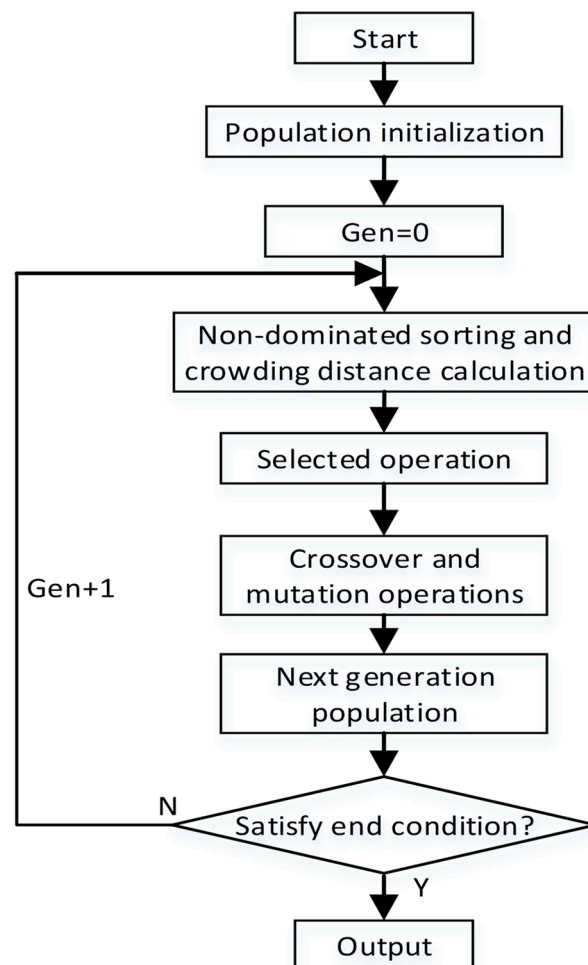 Start
Population initialization
Gen=0
Non-dominated sorting and
crowding distance calculation
Selected operation
Crossover and
mutation operations
Gen+1
Next generation
population
N
Satisfy end condition?
Y
Output